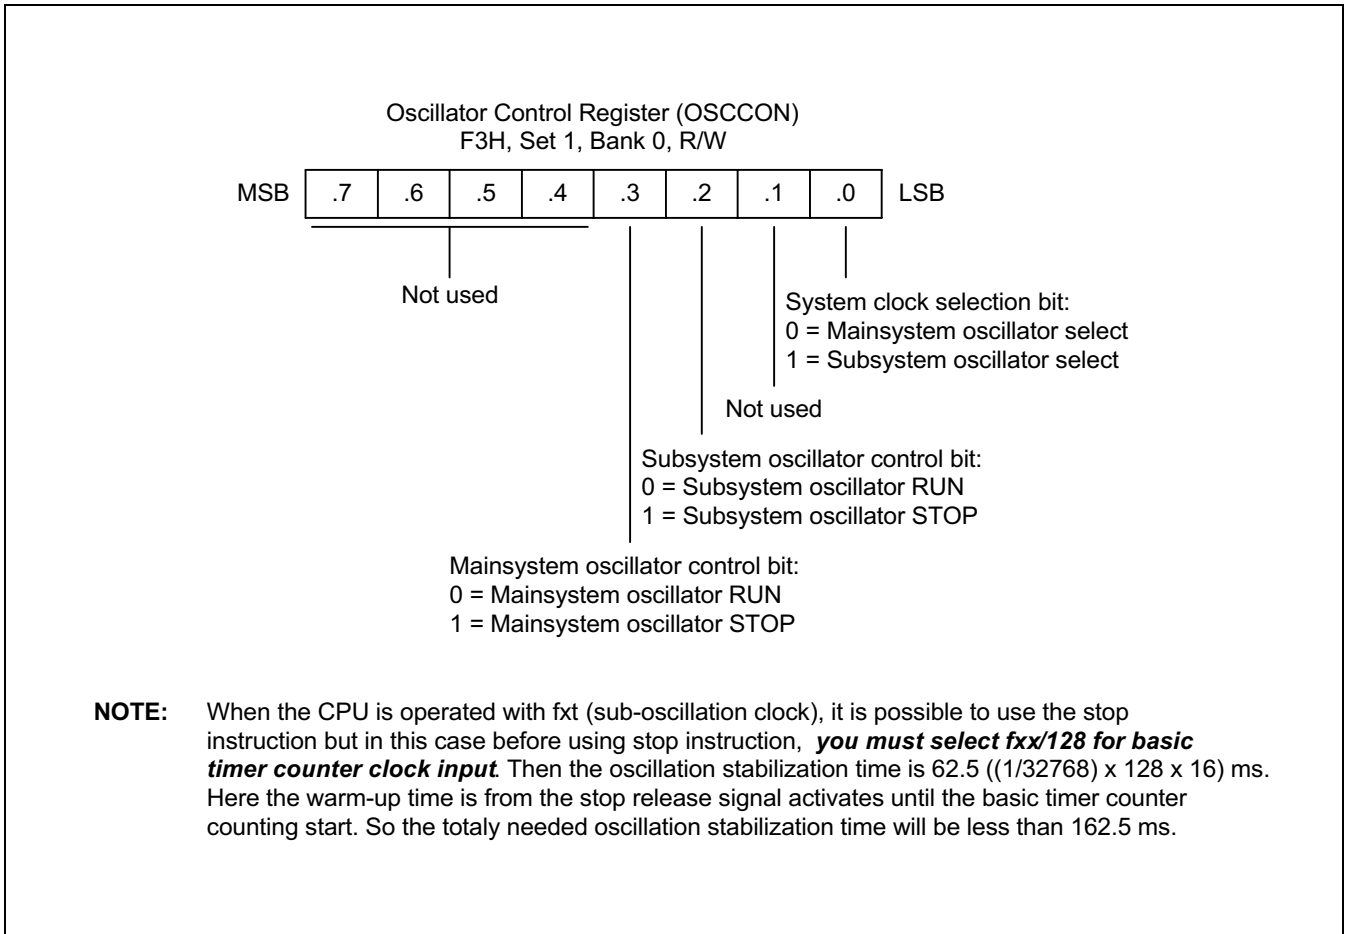 Oscillator Control Register (OSCCON)
F3H, Set 1, Bank 0, R/W
MSB .7 .6 .5 .4 .3 .2 .1 .0 LSB
Not used
System clock selection bit:
0 = Mainsystem oscillator select
1 = Subsystem oscillator select
Not used
Subsystem oscillator control bit:
0 = Subsystem oscillator RUN
1 = Subsystem oscillator STOP
Mainsystem oscillator control bit:
0 = Mainsystem oscillator RUN
1 = Mainsystem oscillator STOP
NOTE: When the CPU is operated with fxt (sub-oscillation clock), it is possible to use the stop
instruction but in this case before using stop instruction, you must select fxx/128 for basic
timer counter clock input. Then the oscillation stabilization time is 62.5 ((1/32768) x 128 x 16) ms.
Here the warm-up time is from the stop release signal activates until the basic timer counter
counting start. So the totaly needed oscillation stabilization time will be less than 162.5 ms.